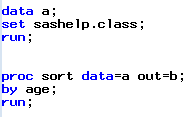 data a;
set sashelp.class;
run;
proc sort data=a out=b;
by age;
run;